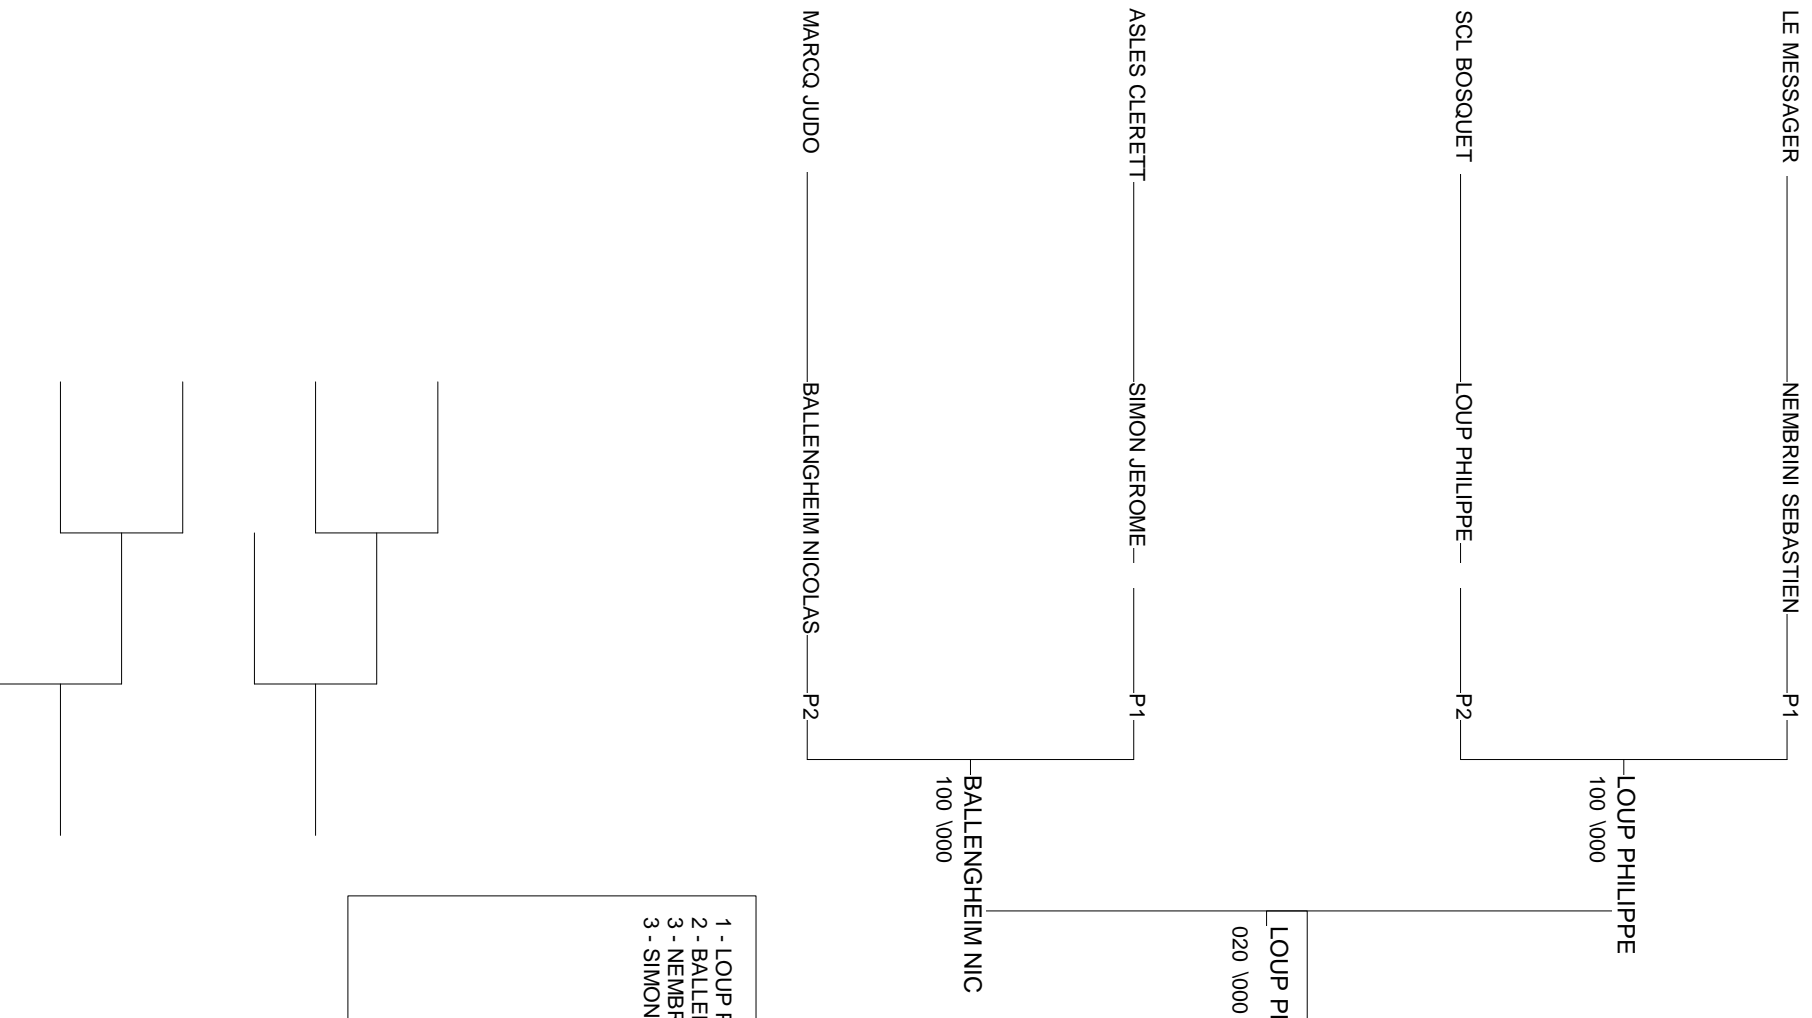 LE MESSAGER NEMBRINI SEBASTIEN P1
LOUP PHILIPPE
100 \000
SCL BOSQUET LOUP PHILIPPE P2
LOUP PH
020 \000
ASLES CLERETT SIMON JEROME P1
BALLENGHEIM NIC
100 \000
MARCQ JUDO BALLENGHEIM NICOLAS P2
1 - LOUP P
2 - BALLE
3 - NEMBR
3 - SIMON